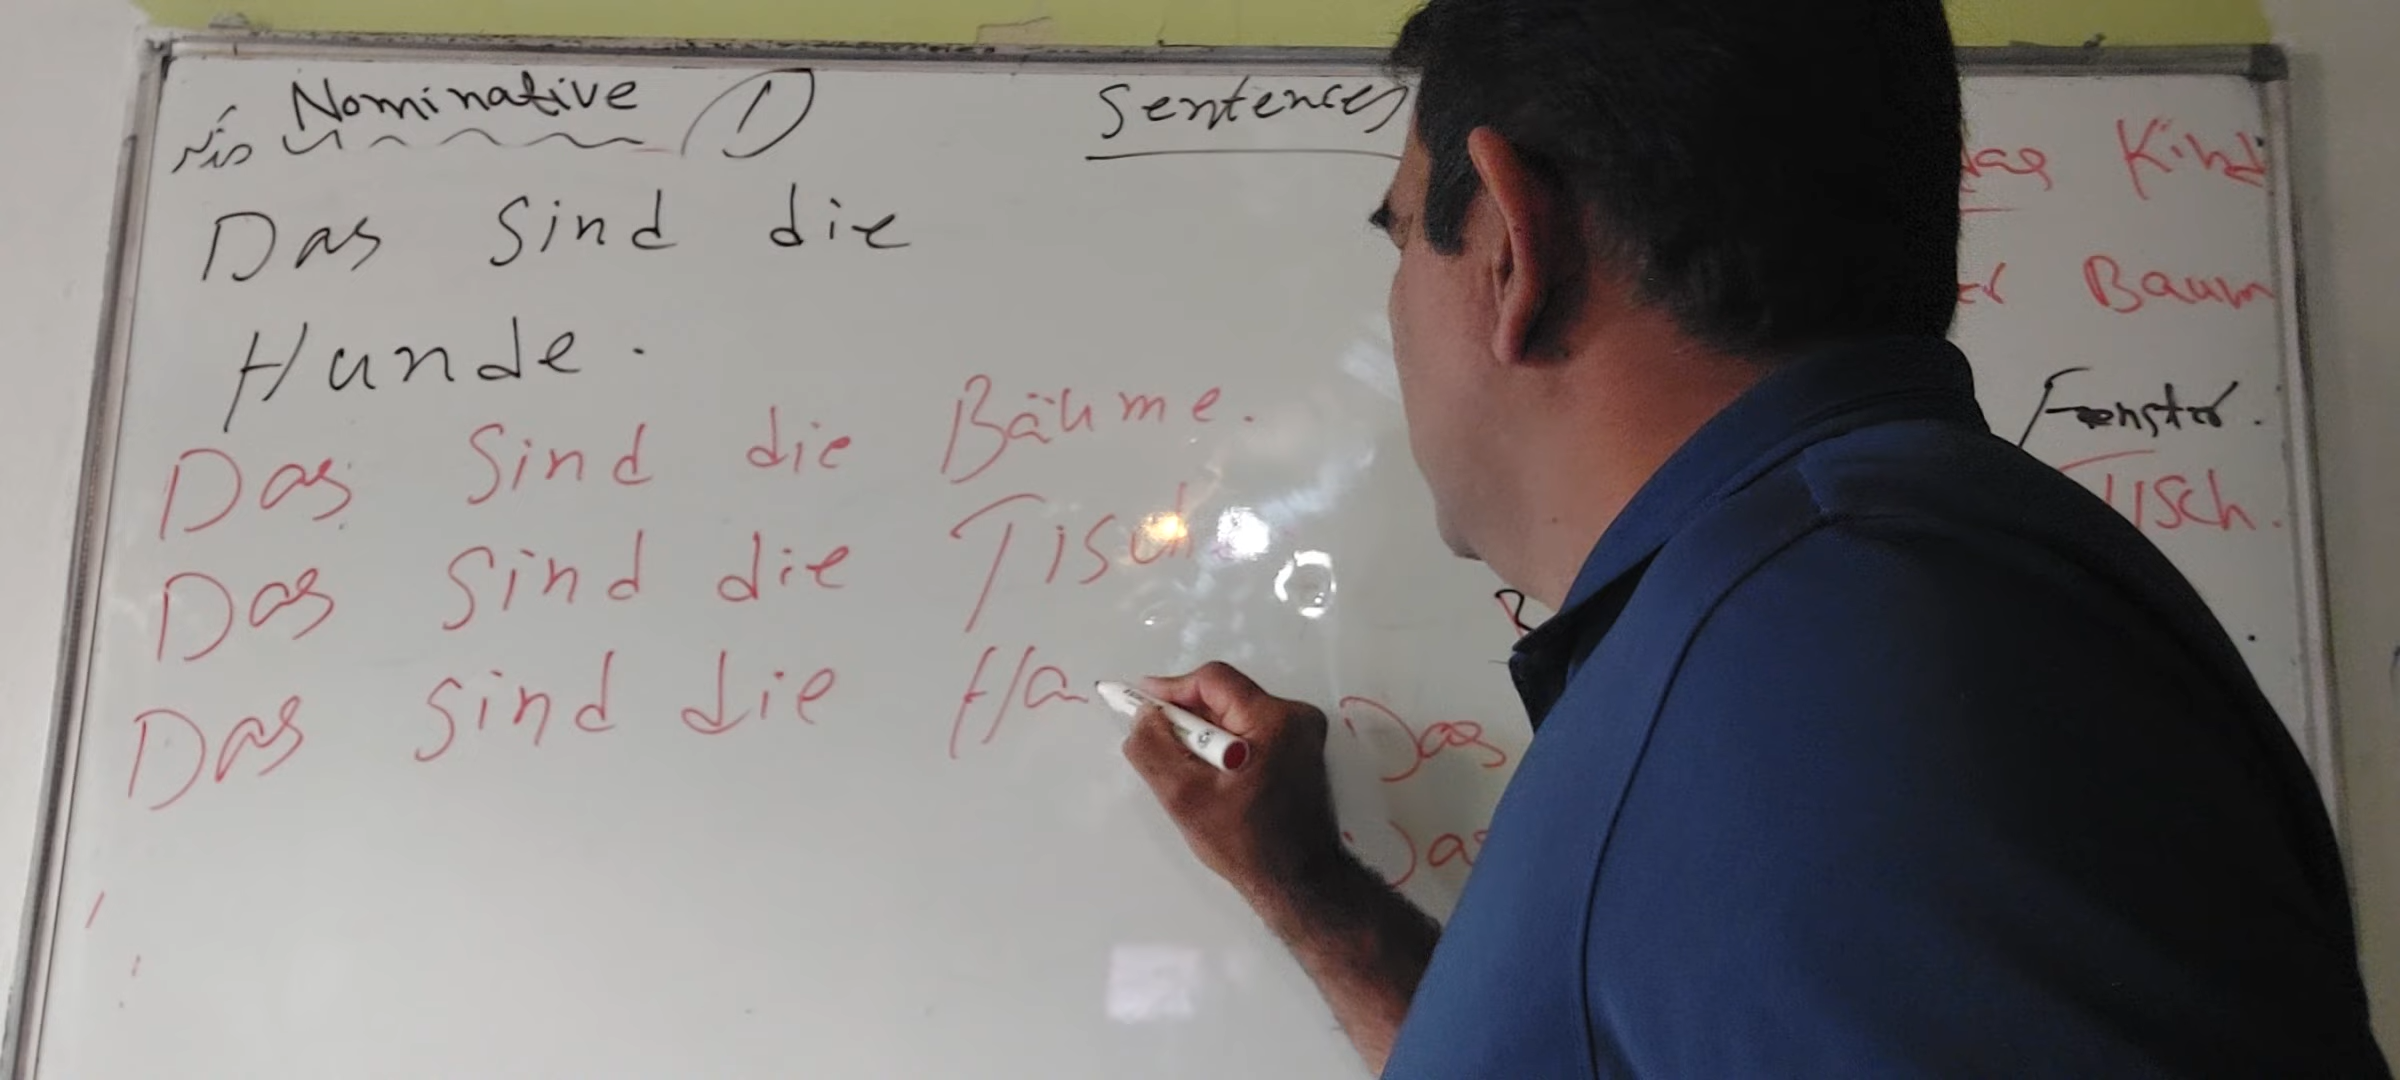 Nominative 1
Das sind die
Hunde.
Das sind die Bäume.
Das sind die Tisch
Das sind die Ha
Sentences
das Kind
Baum
Fenster.
Tisch.
Das
Das